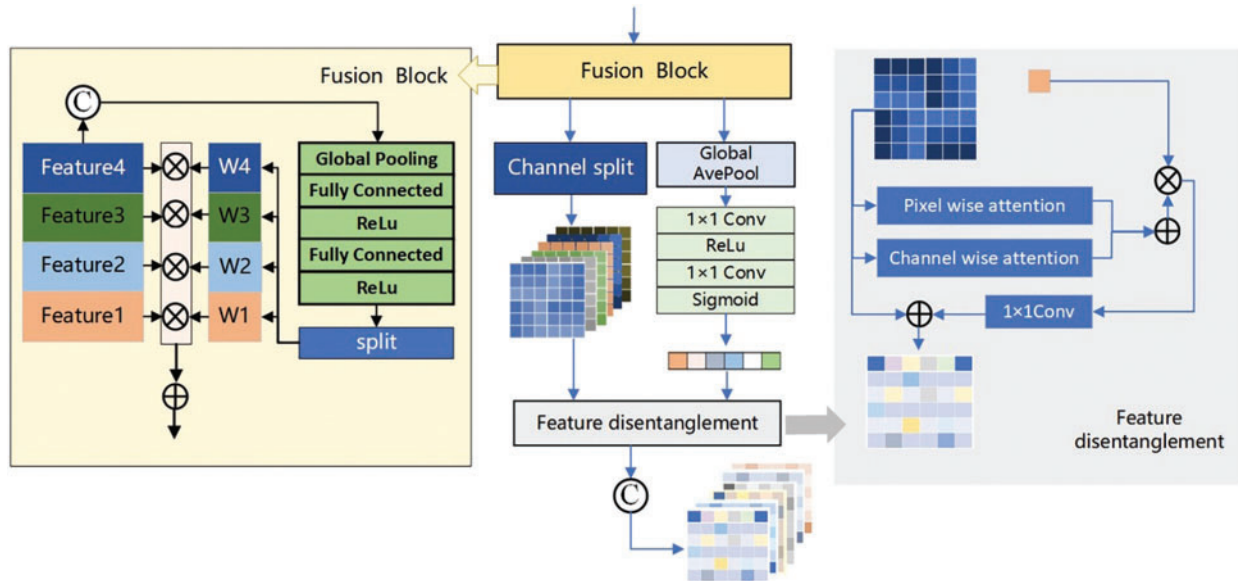 Fusion Block
C
Feature4
Feature3
Feature2
Feature1
W4
W3
W2
W1
Global Pooling
Fully Connected
ReLu
Fully Connected
ReLu
split
Fusion Block
Channel split
Global
AvePool
1×1 Conv
ReLu
1×1 Conv
Sigmoid
Feature disentanglement
C
Pixel wise attention
Channel wise attention
1×1Conv
Feature
disentanglement